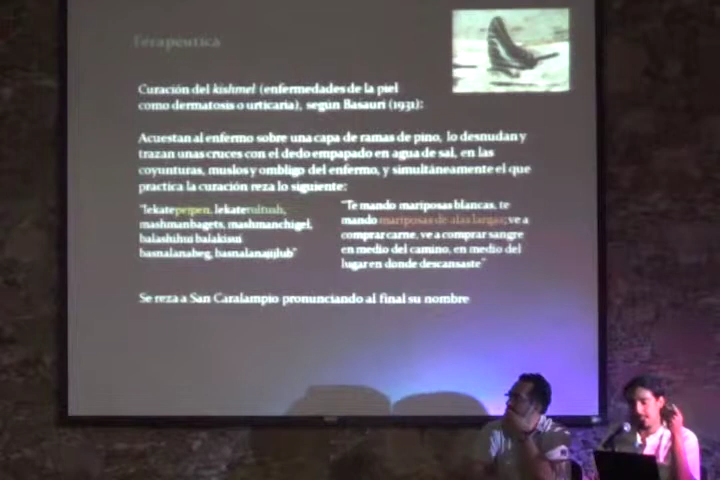 Terapeutica
Curación del kishmel (enfermedades de la piel
como dermatosis o urticaria), según Basauri (1931):
Acuestan al enfermo sobre una capa de ramas de pino, lo desnudan y
trazan unas cruces con el dedo empapado en agua de sal, en las
coyunturas, muslos y ombligo del enfermo, y simultáneamente el que
practica la curación reza lo siguiente:
mashmanbagets, mashmanchigel,
balashihui balakisui
"Te mando mariposas blancas, te
mando mariposas de alas largas; ve a
comprar carne, ve a comprar sangre
en medio del camino, en medio del
lugar en donde descansaste"
Se reza a San Caralampio pronunciando al final su nombre